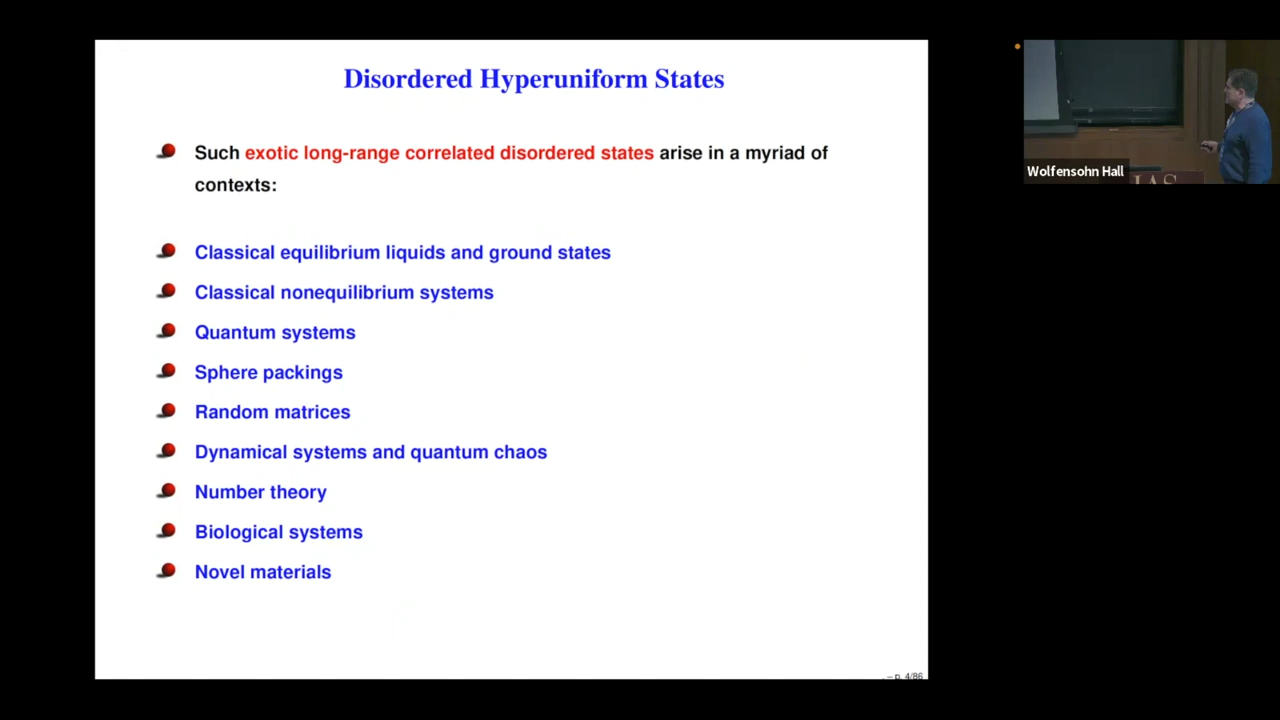 Disordered Hyperuniform States
Such exotic long-range correlated disordered states arise in a myriad of
contexts:
Classical equilibrium liquids and ground states
Classical nonequilibrium systems
Quantum systems
Sphere packings
Random matrices
Dynamical systems and quantum chaos
Number theory
Biological systems
Novel materials
– p. 4/86
Wolfensohn Hall
IAS